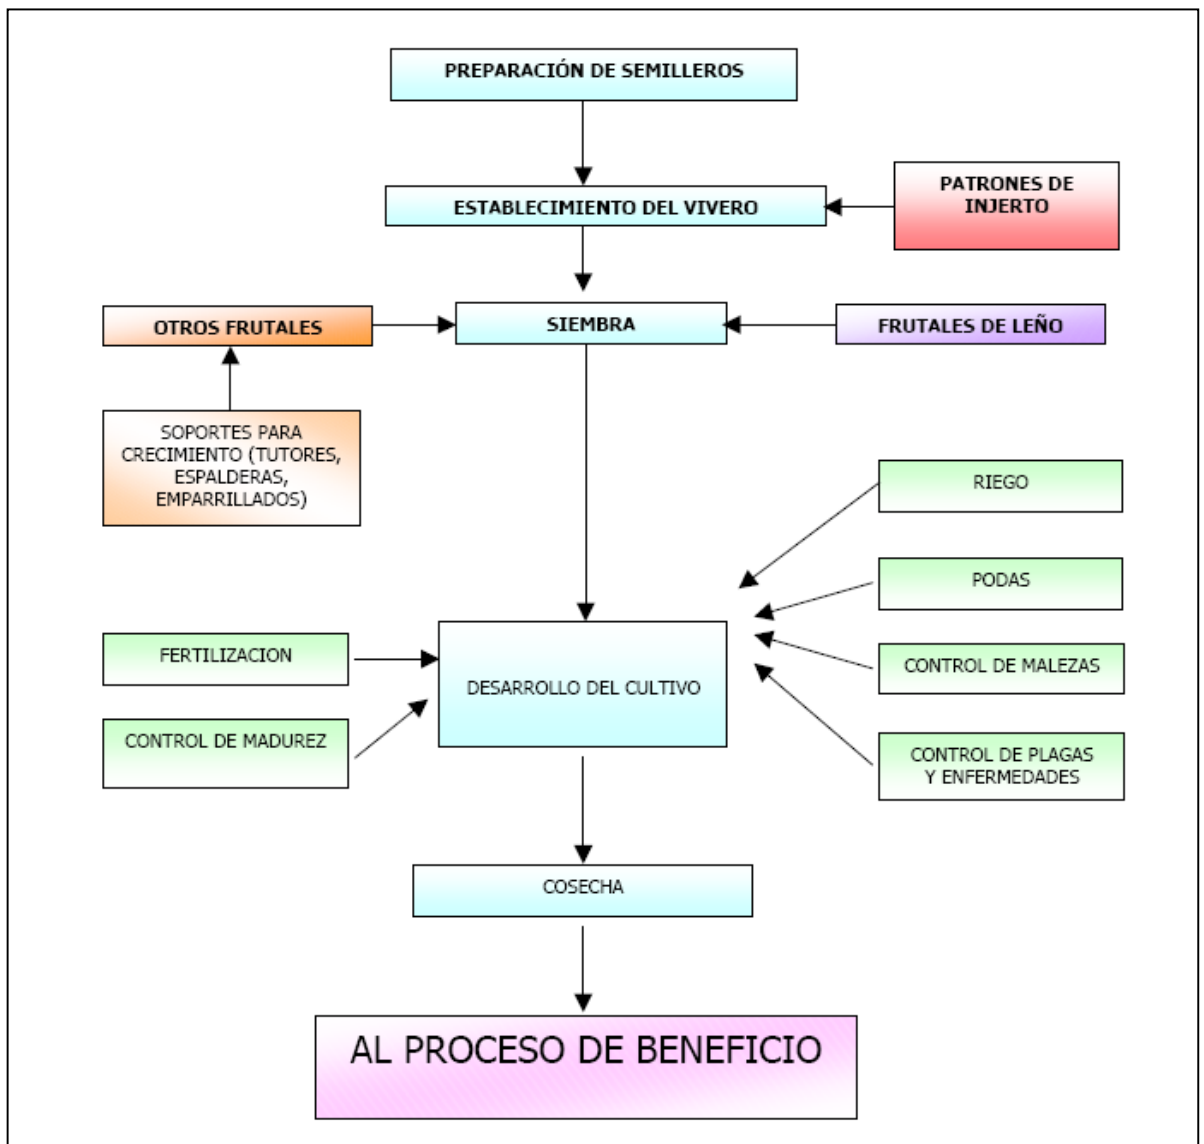 PREPARACIÓN DE SEMILLEROS
ESTABLECIMIENTO DEL VIVERO
PATRONES DE
INJERTO
OTROS FRUTALES
SIEMBRA
FRUTALES DE LEÑO
SOPORTES PARA
CRECIMIENTO (TUTORES,
ESPALDERAS,
EMPARRILLADOS)
RIEGO
PODAS
FERTILIZACION
DESARROLLO DEL CULTIVO
CONTROL DE MALEZAS
CONTROL DE MADUREZ
CONTROL DE PLAGAS
Y ENFERMEDADES
COSECHA
AL PROCESO DE BENEFICIO